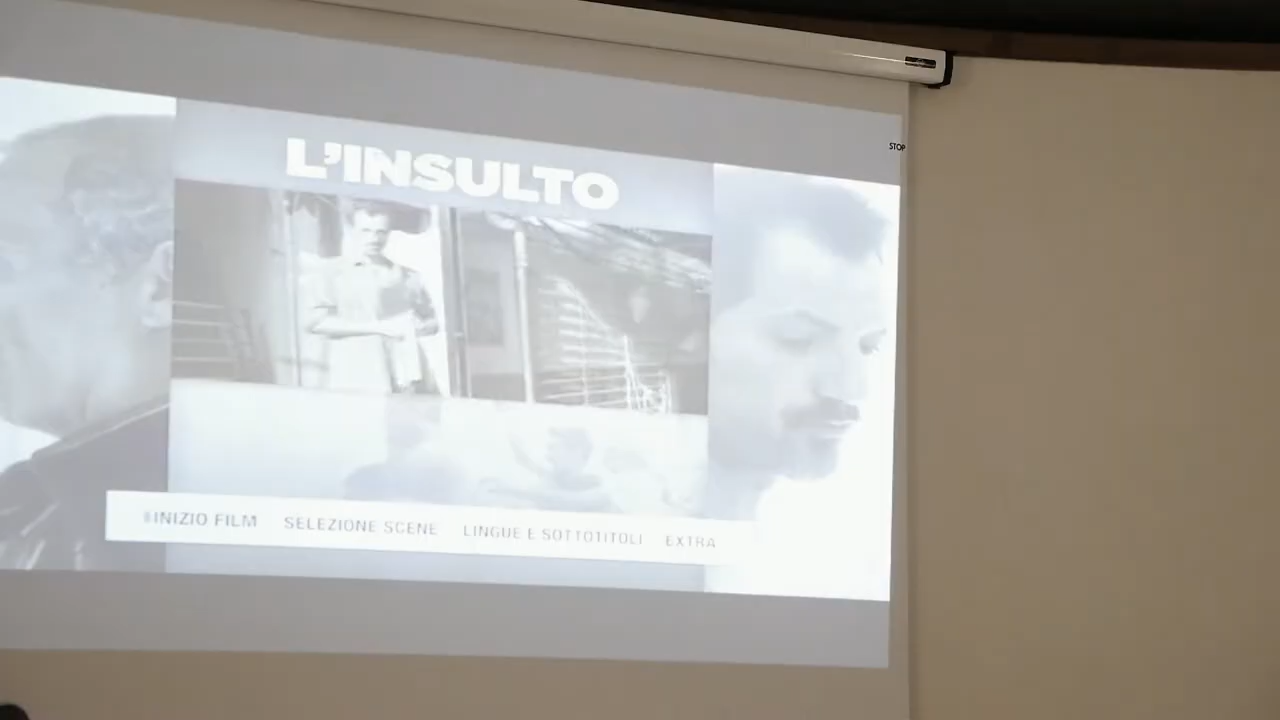 STOP
L'INSULTO
INIZIO FILM SELEZIONE SCENE LINGUE E SOTTOTITOLI EXTRA